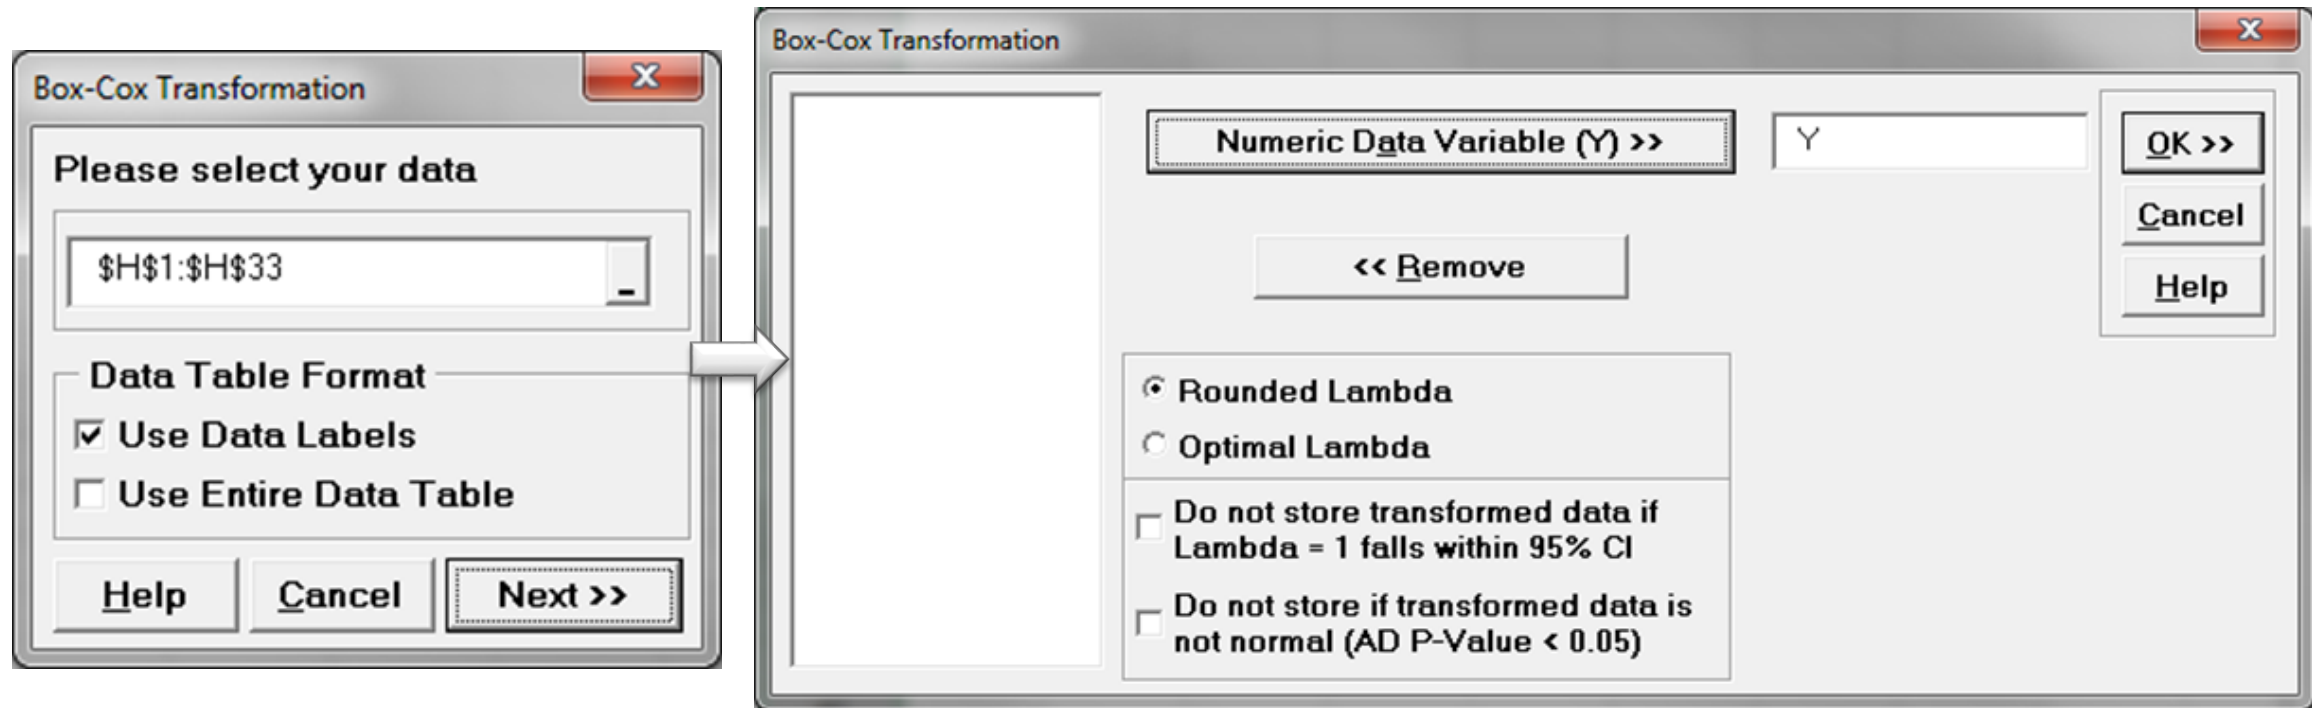 Box-Cox Transformation
Please select your data
$H$1:$H$33
Data Table Format
Use Data Labels
Use Entire Data Table
Help
Cancel
Next >>
Box-Cox Transformation
Numeric Data Variable (Y) >>
Y
<< Remove
Rounded Lambda
Optimal Lambda
Do not store transformed data if
Lambda = 1 falls within 95% CI
Do not store if transformed data is
not normal (AD P-Value < 0.05)
OK >>
Cancel
Help